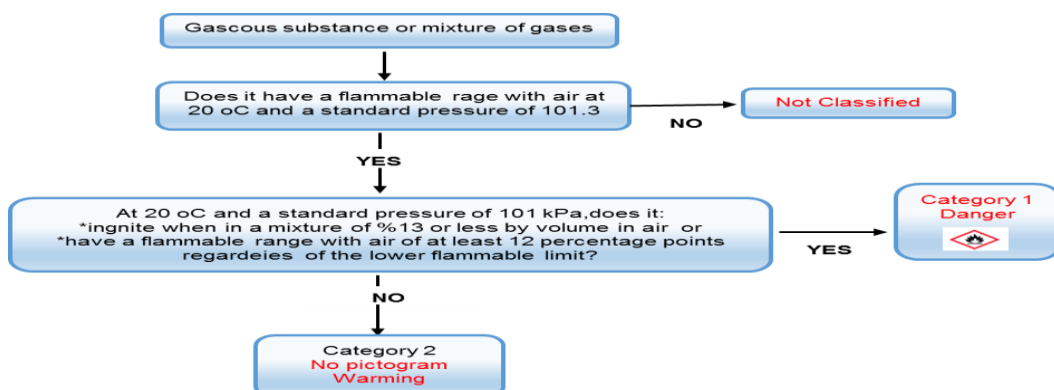 Gascous substance or mixture of gases
Does it have a flammable rage with air at
20 oC and a standard pressure of 101.3
NO
Not Classified
YES
At 20 oC and a standard pressure of 101 kPa,does it:
*ingnite when in a mixture of %13 or less by volume in air or
*have a flammable range with air of at least 12 percentage points
regardeies of the lower flammable limit?
YES
Category 1
Danger
NO
Category 2
No pictogram
Warming